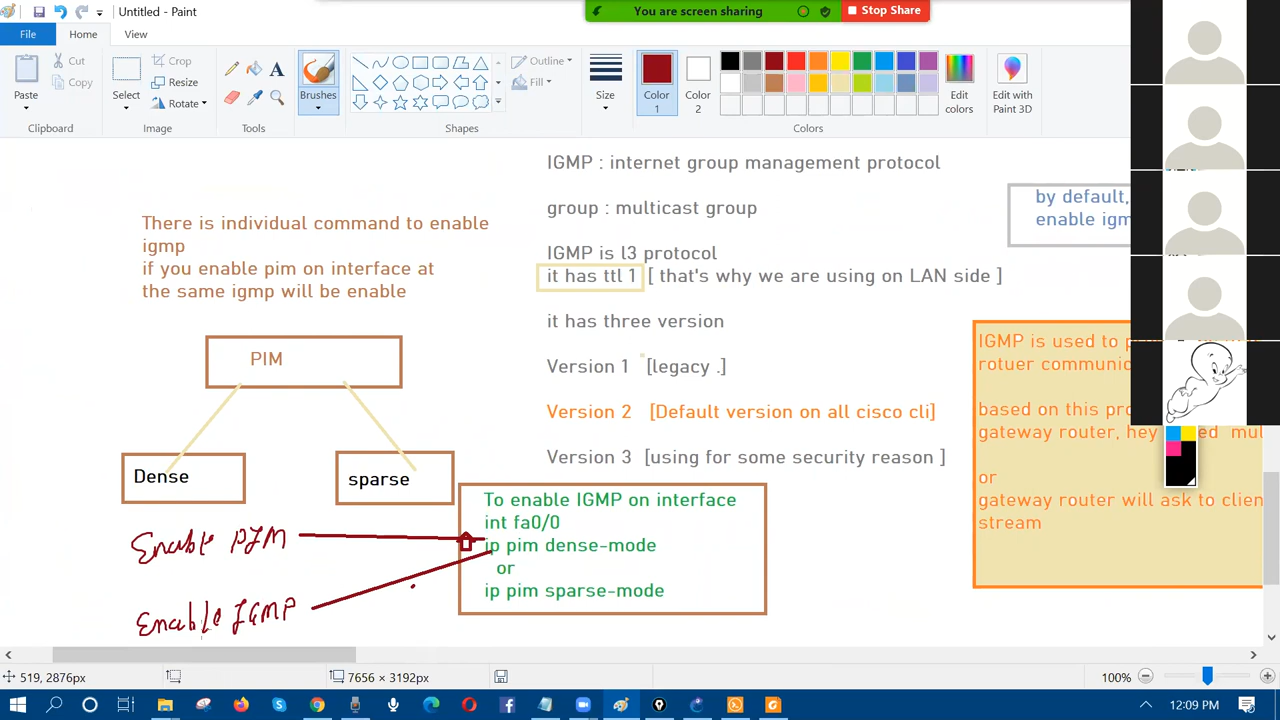 Untitled - Paint
You are screen sharing
Stop Share
File
Home
View
Paste
Cut
Copy
Clipboard
Select
Crop
Resize
Rotate
Image
Tools
Brushes
Shapes
Outline
Fill
Size
Color
1
Color
2
Edit
colors
Edit with
Paint 3D
Colors
There is individual command to enable
igmp
if you enable pim on interface at
the same igmp will be enable
PIM
Dense
sparse
Enable PIM
Enable IGMP
IGMP : internet group management protocol
group : multicast group
IGMP is l3 protocol
it has ttl 1 [ that's why we are using on LAN side ]
it has three version
Version 1 [legacy .]
Version 2 [Default version on all cisco cli]
Version 3 [using for some security reason ]
To enable IGMP on interface
int fa0/0
ip pim dense-mode
or
ip pim sparse-mode
by default,
enable igm
IGMP is used to
rotuer communic
based on this pro
gateway router, hey mul
or
gateway router will ask to clien
stream
519, 2876px
7656 × 3192px
100%
12:09 PM